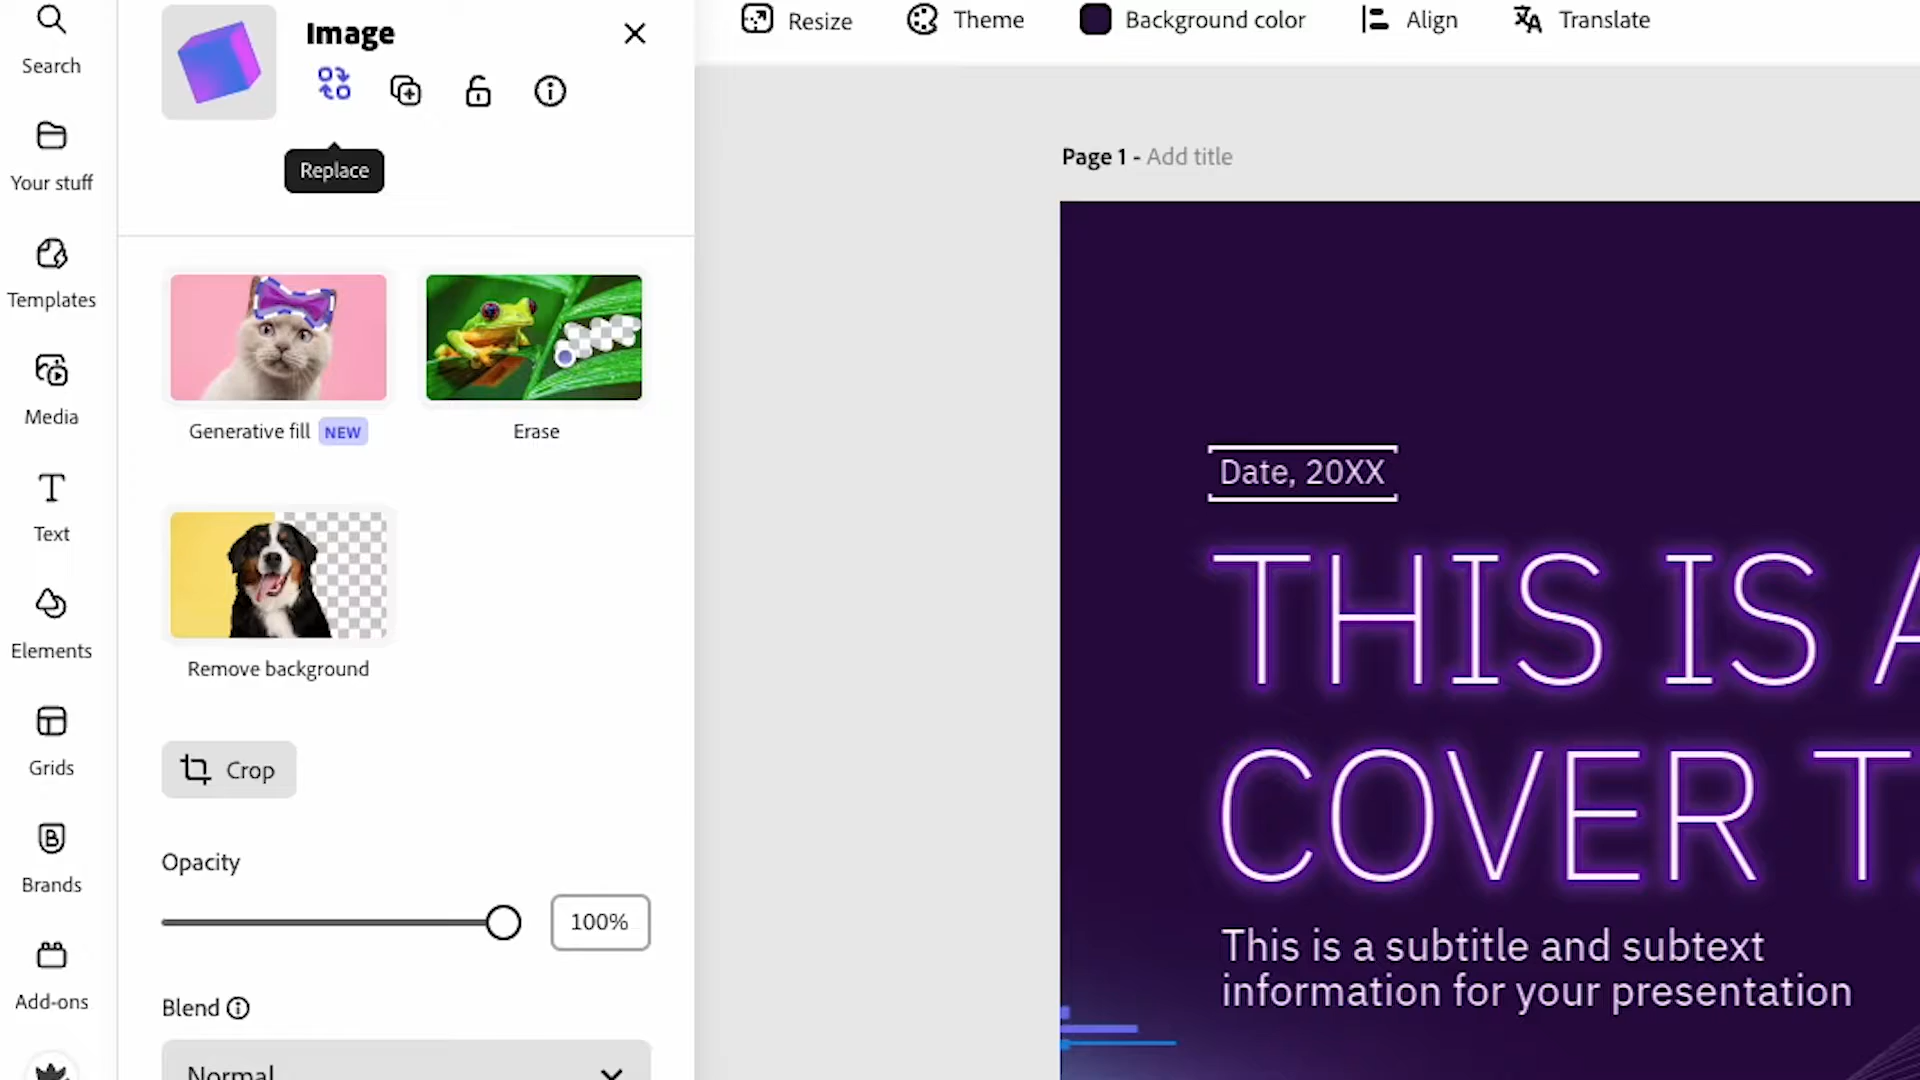 Search
Your stuff
Templates
Media
Text
Elements
Grids
Brands
Add-ons
Image
Replace
Generative fill NEW
Erase
Remove background
Crop
Opacity
100%
Blend
Normal
Resize
Theme
Background color
Align
Translate
Page 1 - Add title
Date, 20XX
THIS IS A
COVER T
This is a subtitle and subtext
information for your presentation